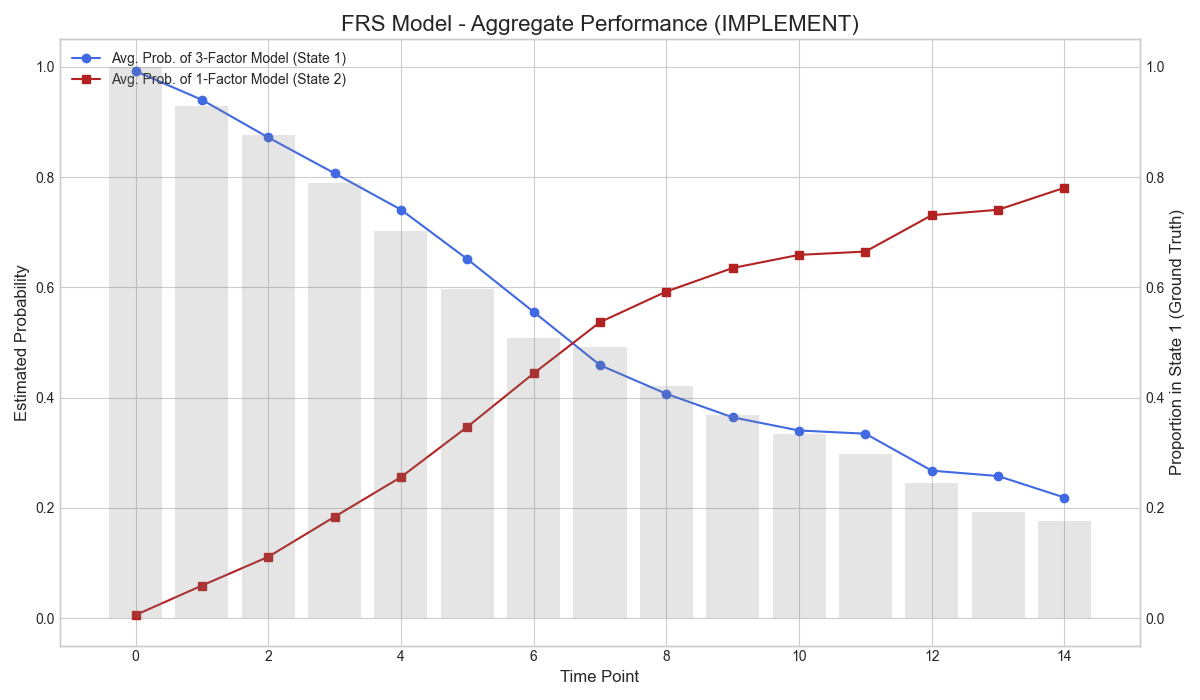 FRS Model - Aggregate Performance (IMPLEMENT)
Avg. Prob. of 3-Factor Model (State 1)
Avg. Prob. of 1-Factor Model (State 2)
1.0
0.8
0.6
0.4
0.2
0.0
Estimated Probability
1.0
0.8
0.6
0.4
0.2
0.0
Proportion in State 1 (Ground Truth)
0 2 4 6 8 10 12 14
Time Point